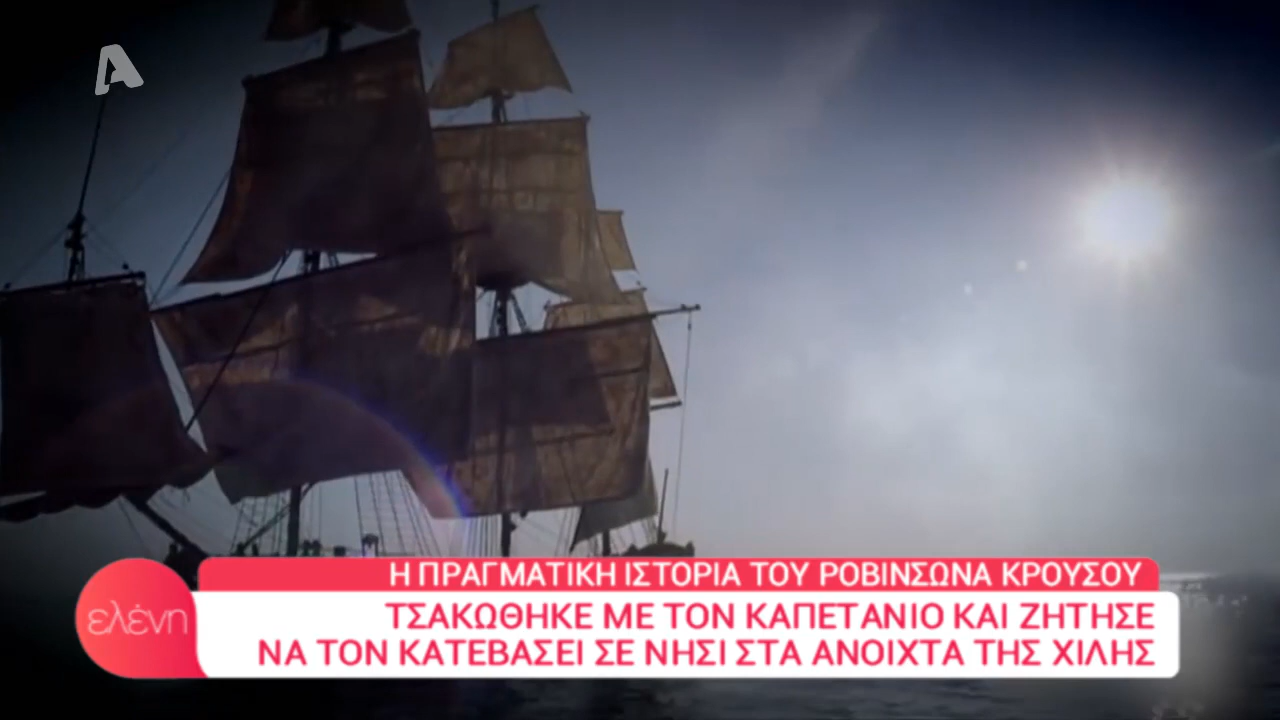 A
Η ΠΡΑΓΜΑΤΙΚΗ ΙΣΤΟΡΙΑ ΤΟΥ ΡΟΒΙΝΣΩΝΑ ΚΡΟΥΣΟΥ
ελένη
ΤΣΑΚΩΘΗΚΕ ΜΕ ΤΟΝ ΚΑΠΕΤΑΝΙΟ ΚΑΙ ΖΗΤΗΣΕ
ΝΑ ΤΟΝ ΚΑΤΕΒΑΣΕΙ ΣΕ ΝΗΣΙ ΣΤΑ ΑΝΟΙΧΤΑ ΤΗΣ ΧΙΛΗΣ